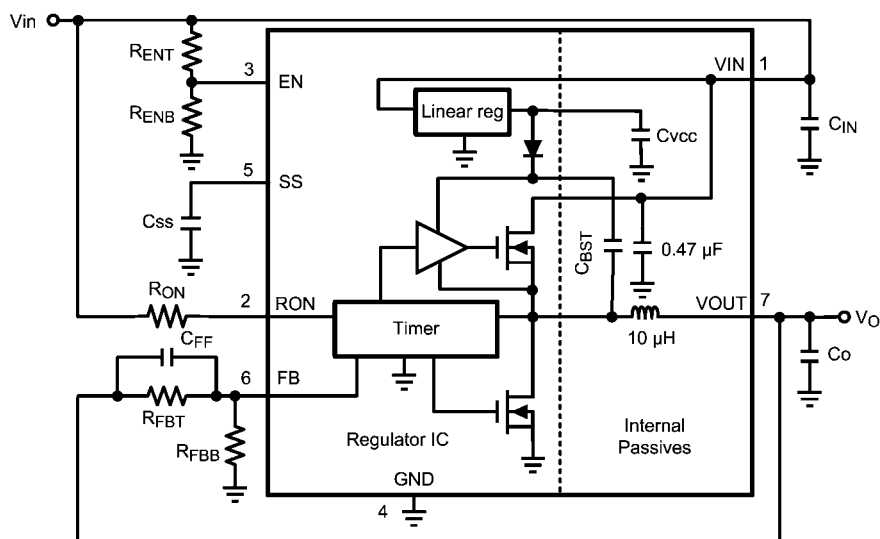 Vin
RENT
3
EN
VIN
1
Linear reg
RENB
Cvcc
CIN
5
SS
Css
CBST
0.47 µF
RON
2
RON
VOUT
7
Timer
VO
CFF
10 µH
Co
6
FB
RFBT
RFBB
Regulator IC
Internal
Passives
GND
4